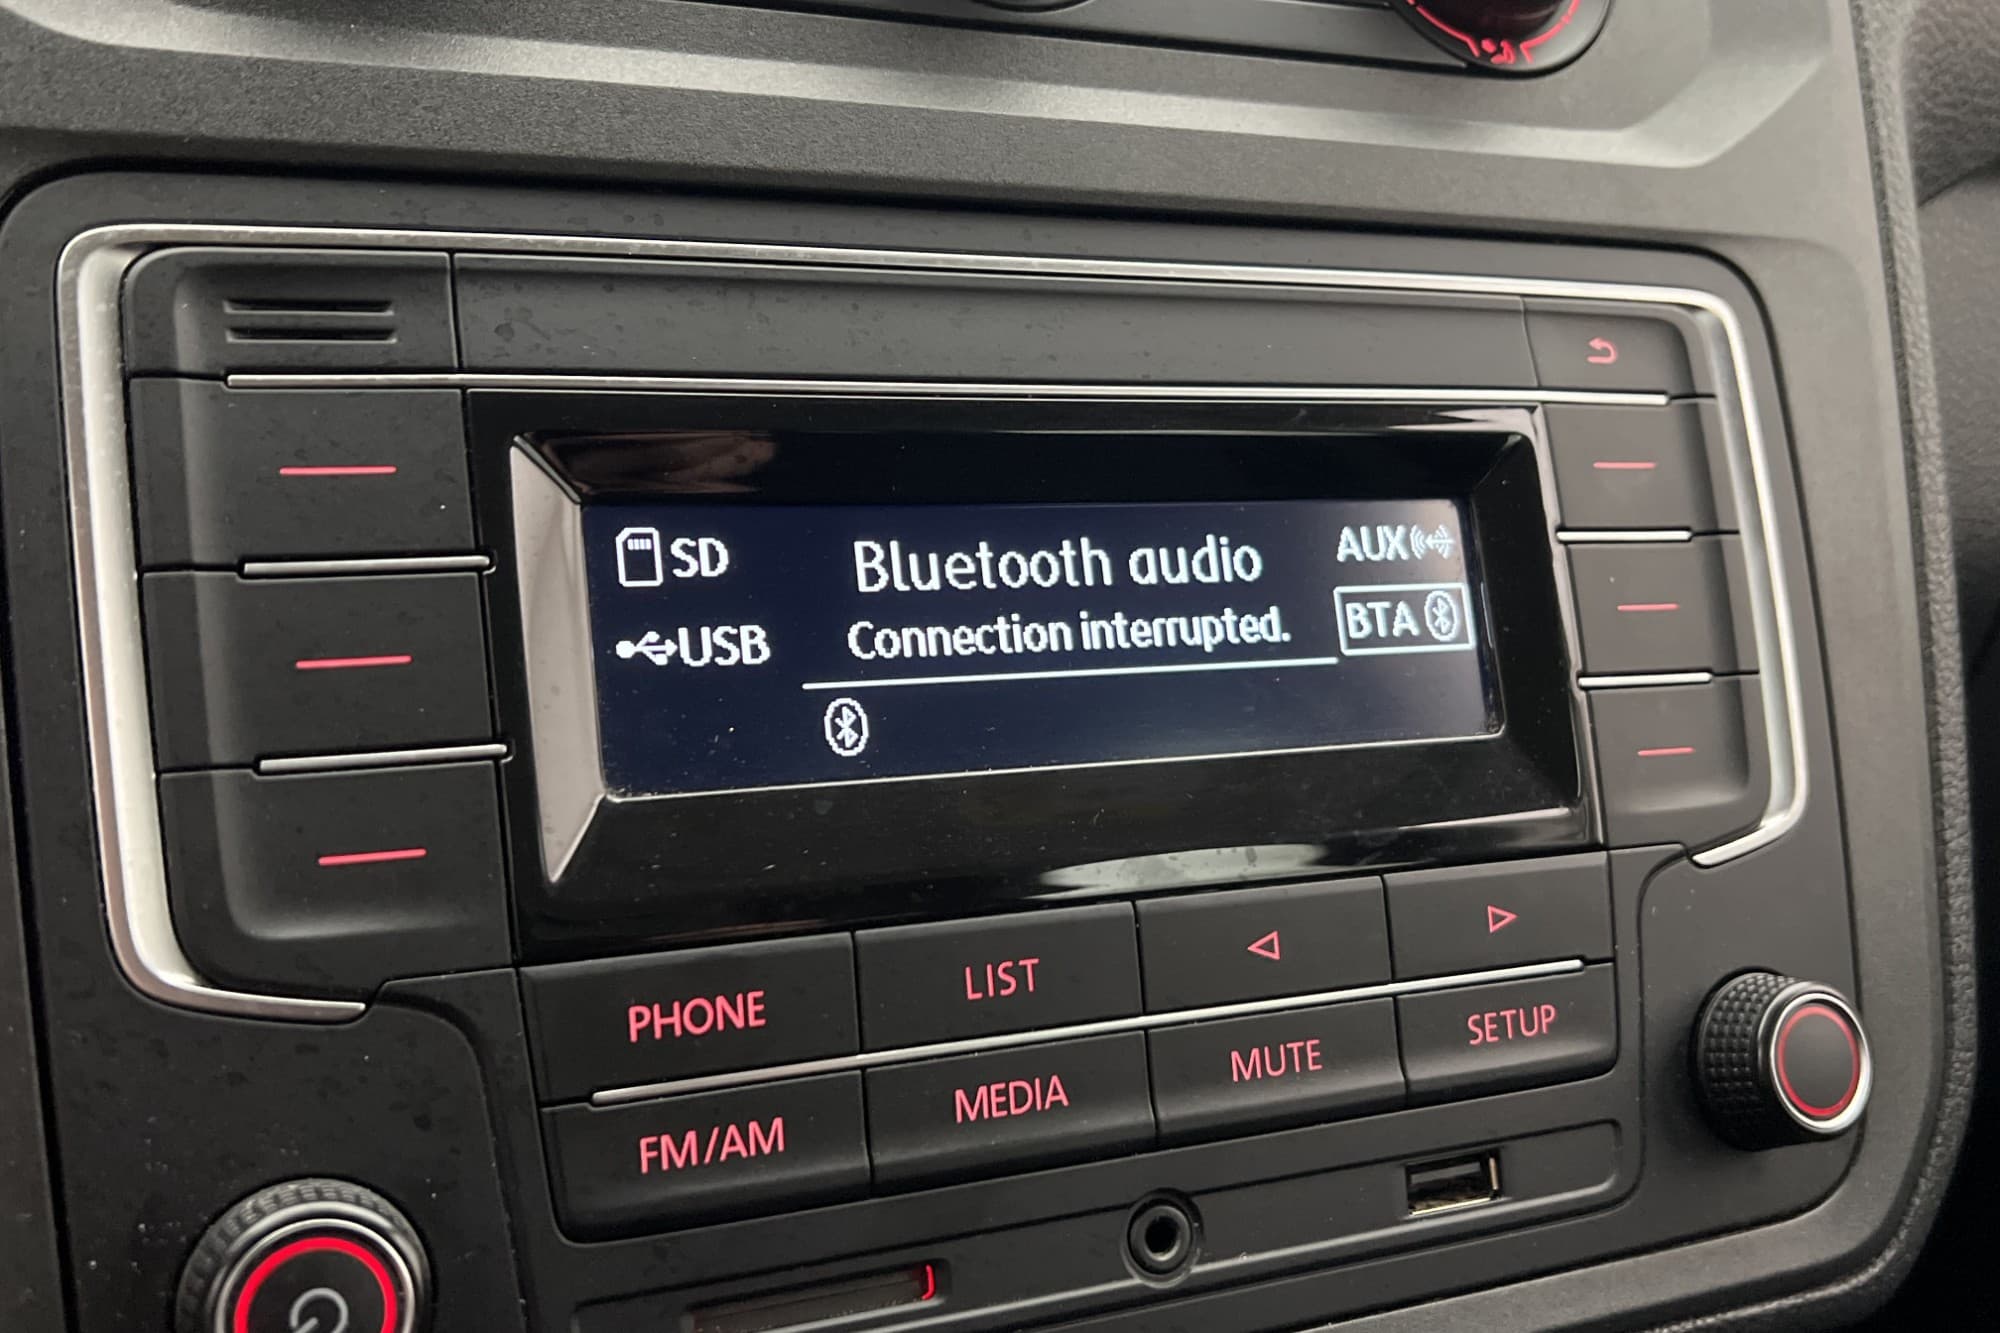 SD
Bluetooth audio
AUX
USB
Connection interrupted.
BTA
PHONE
LIST
FM/AM
MEDIA
MUTE
SETUP